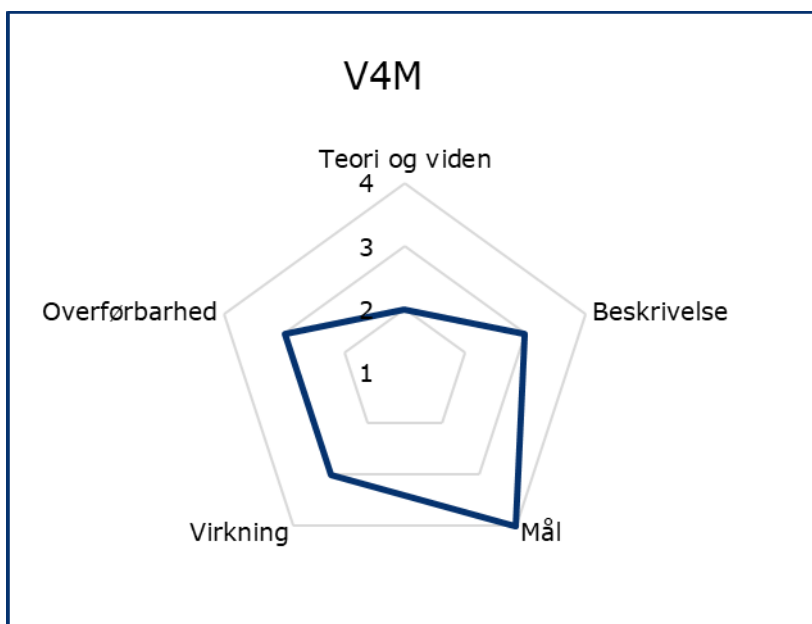 V4M
Teori og viden
4
3
2
1
Overførbarhed
Beskrivelse
Virkning
Mål